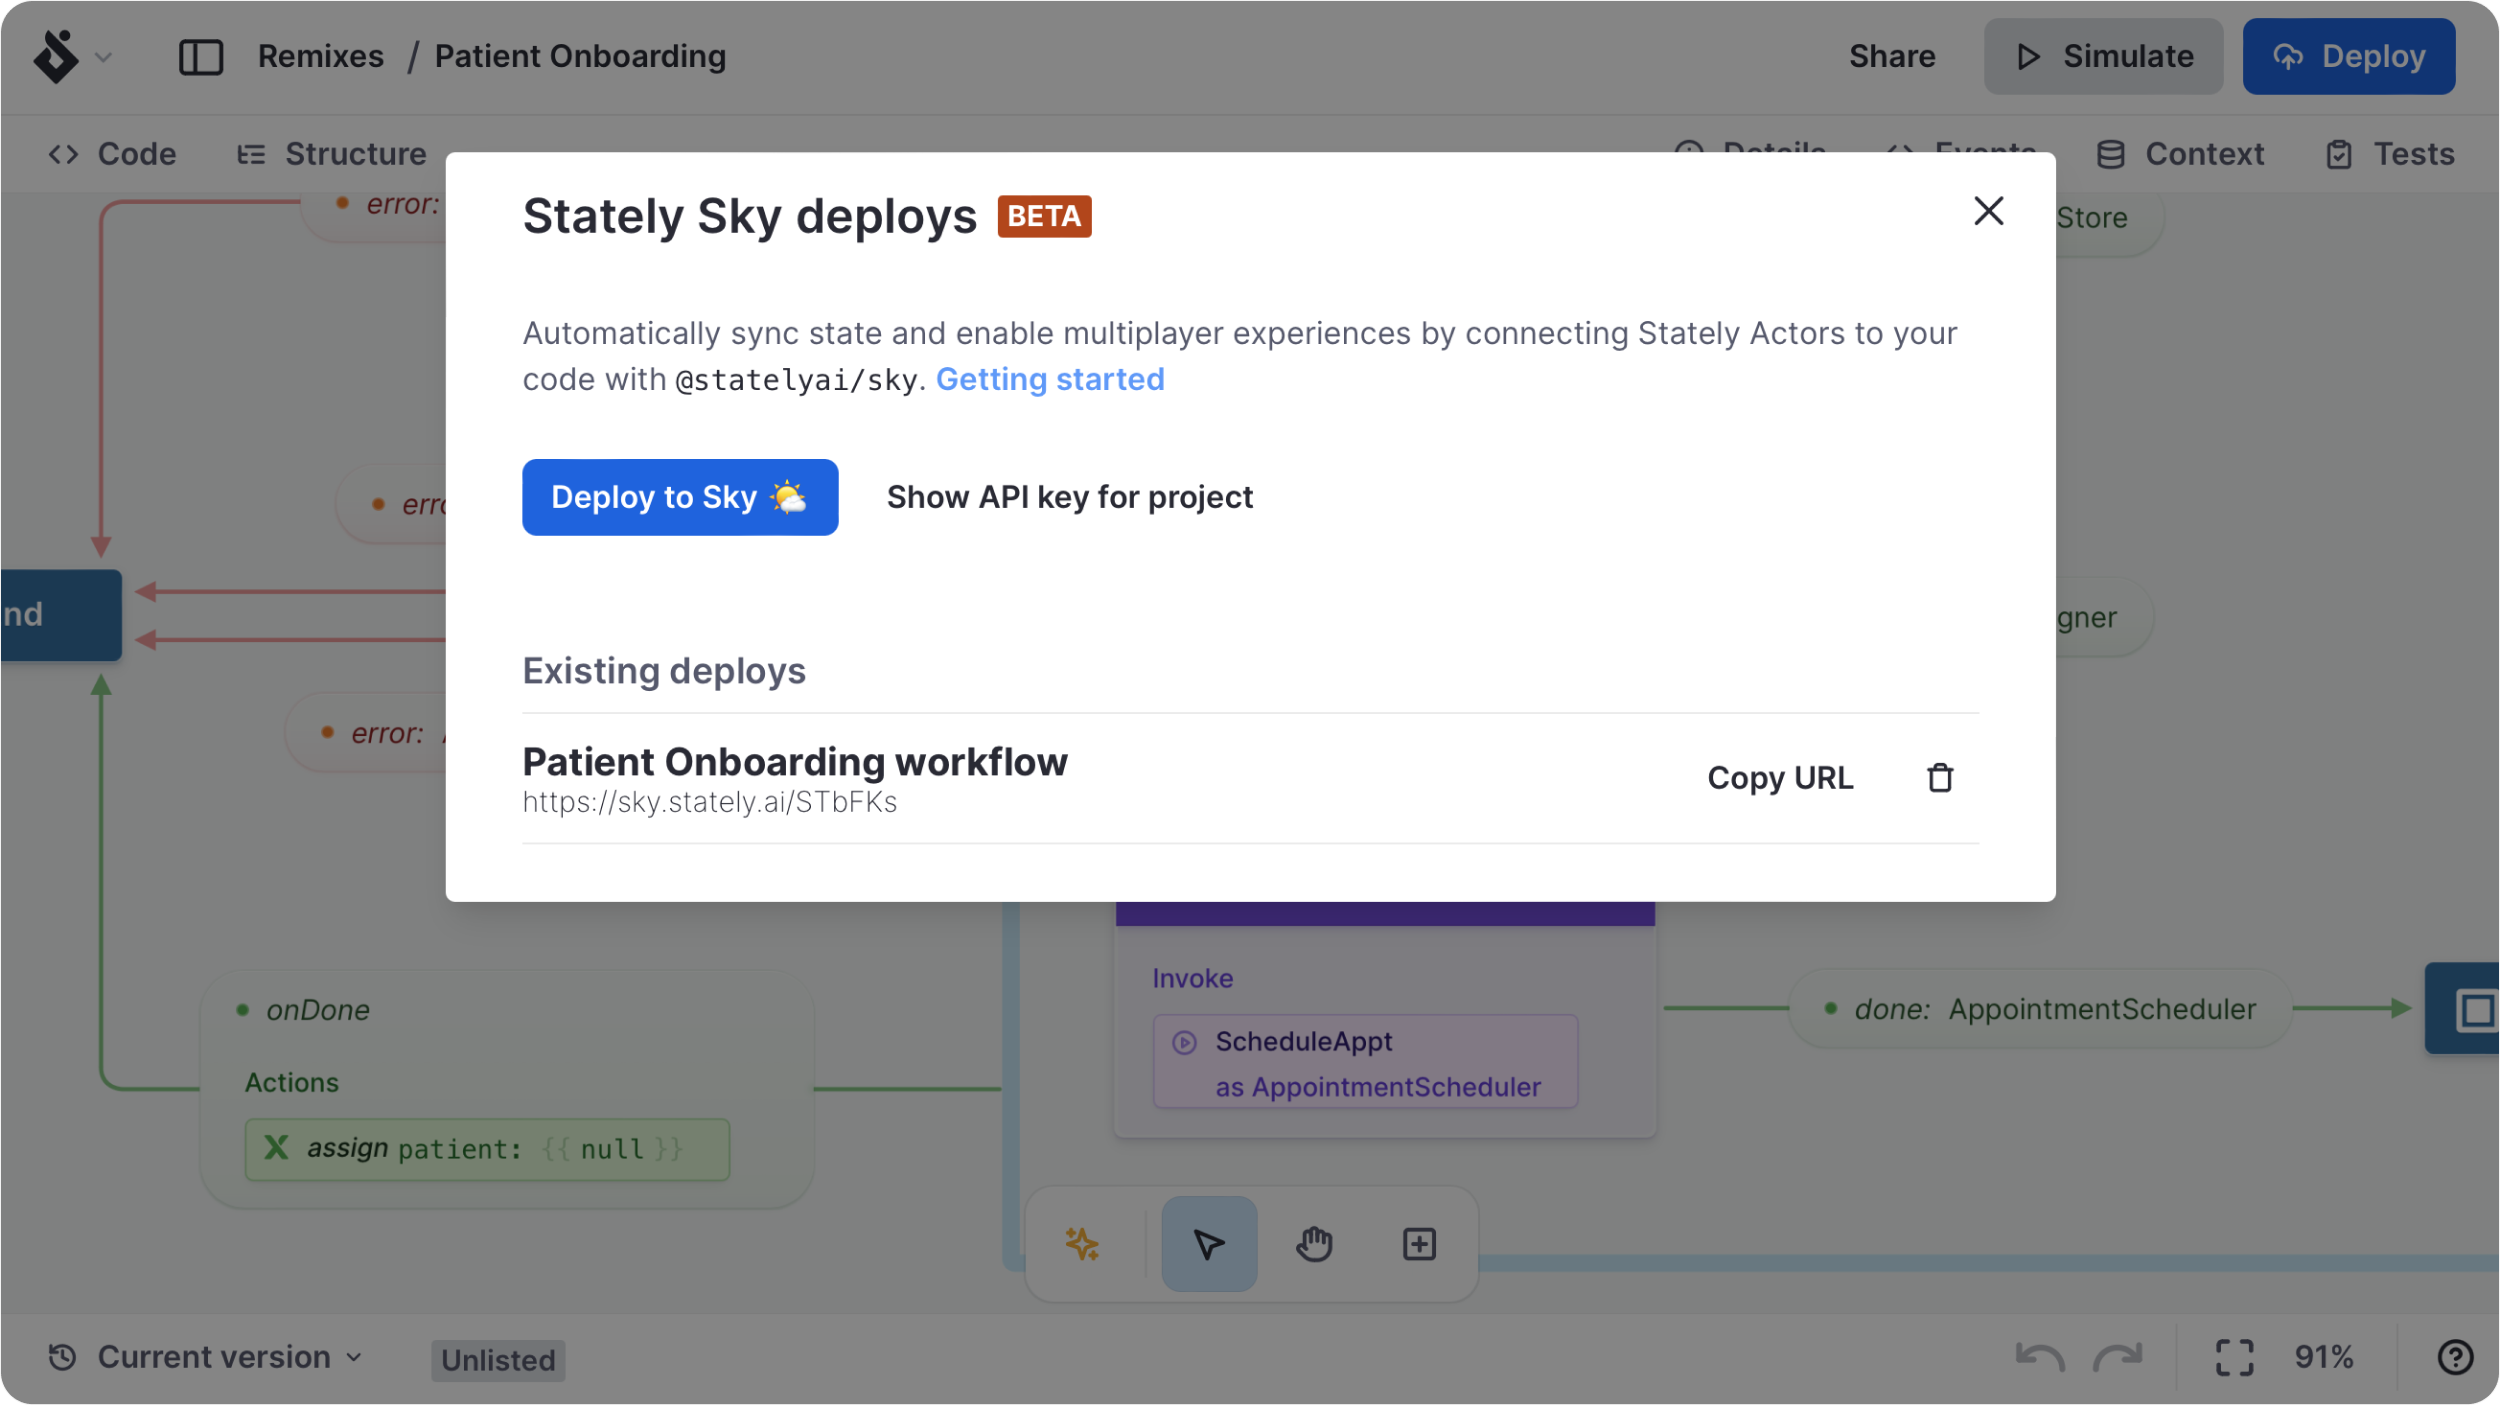 Remixes / Patient Onboarding
Share
Simulate
Deploy
Code
Structure
Details
Events
Context
Tests
error:
Store
Stately Sky deploys BETA
Automatically sync state and enable multiplayer experiences by connecting Stately Actors to your
code with @statelyai/sky. Getting started
Deploy to Sky
Show API key for project
nd
gner
Existing deploys
error:
Patient Onboarding workflow
https://sky.stately.ai/STbFKs
Copy URL
Invoke
ScheduleAppt
as AppointmentScheduler
done: AppointmentScheduler
onDone
Actions
assign patient: {{ null }}
Current version
Unlisted
91%